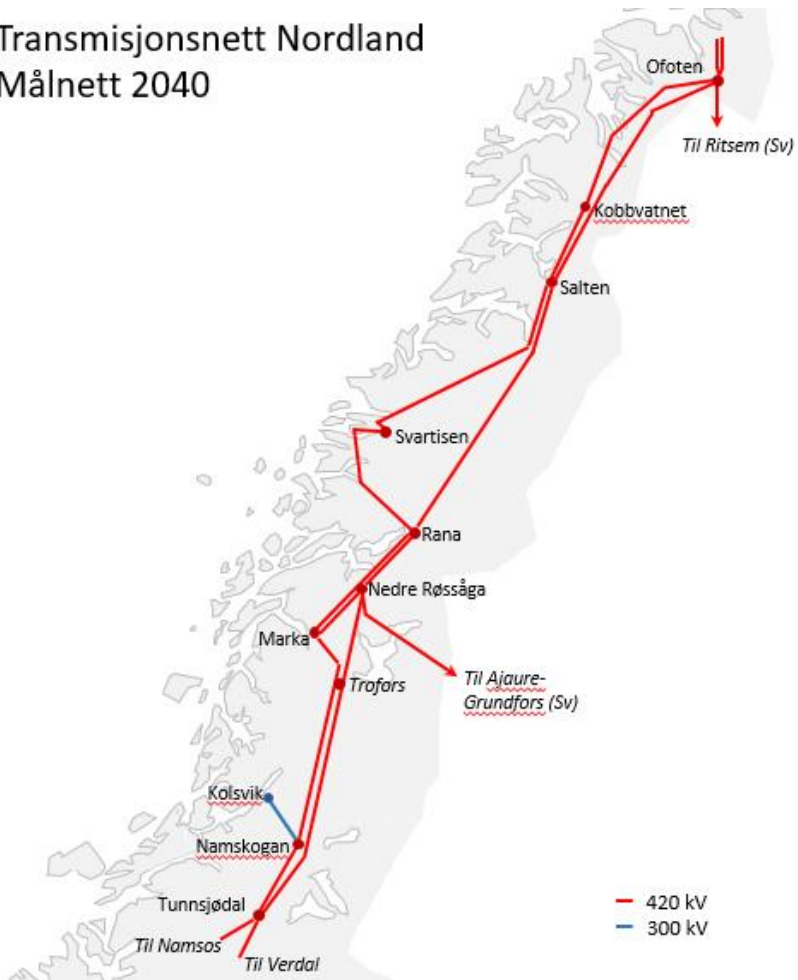 Transmisjonsnett Nordland
Målnett 2040
Ofoten
Til Ritsem (Sv)
Kobbvatnet
Salten
Svartisen
Rana
Nedre Røssåga
Marka
Til Ajaure-
Grundfors (Sv)
Trofors
Kolsvik
Namskogan
Tunnsjødal
Til Namsos
Til Verdal
420 kV
300 kV